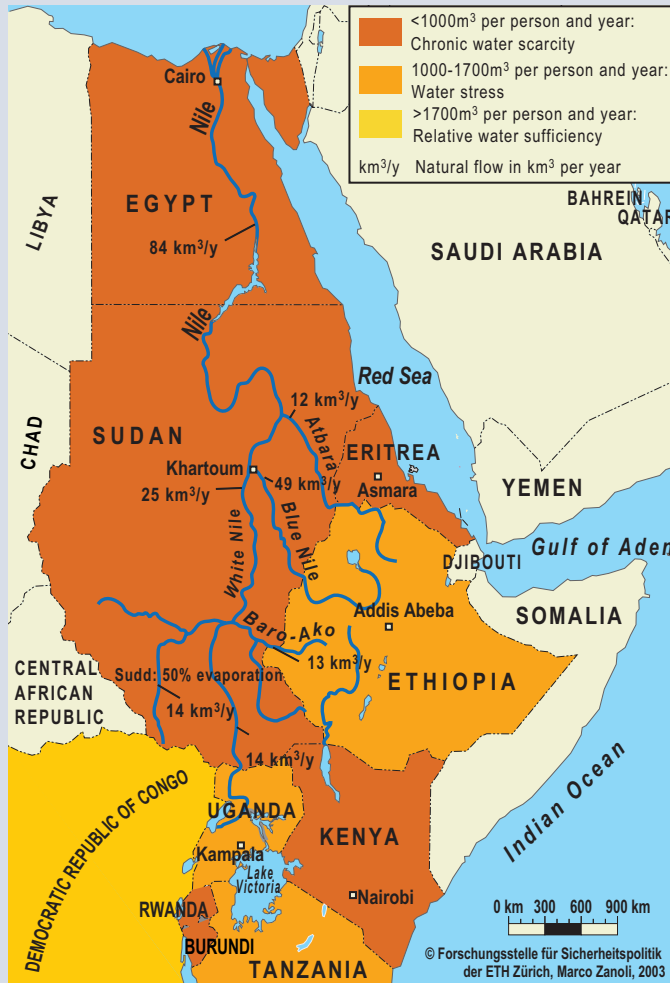 <1000m³ per person and year:
Chronic water scarcity
1000-1700m³ per person and year:
Water stress
>1700m³ per person and year:
Relative water sufficiency
km³/y Natural flow in km³ per year
Cairo
Nile
EGYPT
84 km³/y
LIBYA
BAHREIN
QATAR
SAUDI ARABIA
Nile
Red Sea
12 km³/y
Atbara
SUDAN
CHAD
ERITREA
Khartoum
49 km³/y
Asmara
25 km³/y
YEMEN
White Nile
Blue Nile
Gulf of Aden
DJIBOUTI
Addis Abeba
SOMALIA
Baro-Ako
13 km³/y
CENTRAL
AFRICAN
REPUBLIC
Sudd: 50% evaporation
ETHIOPIA
14 km³/y
14 km³/y
Indian Ocean
DEMOCRATIC REPUBLIC OF CONGO
UGANDA
KENYA
Kampala
Lake
Victoria
Nairobi
RWANDA
BURUNDI
TANZANIA
0 km 300 600 900 km
© Forschungsstelle für Sicherheitspolitik
der ETH Zürich, Marco Zanoli, 2003